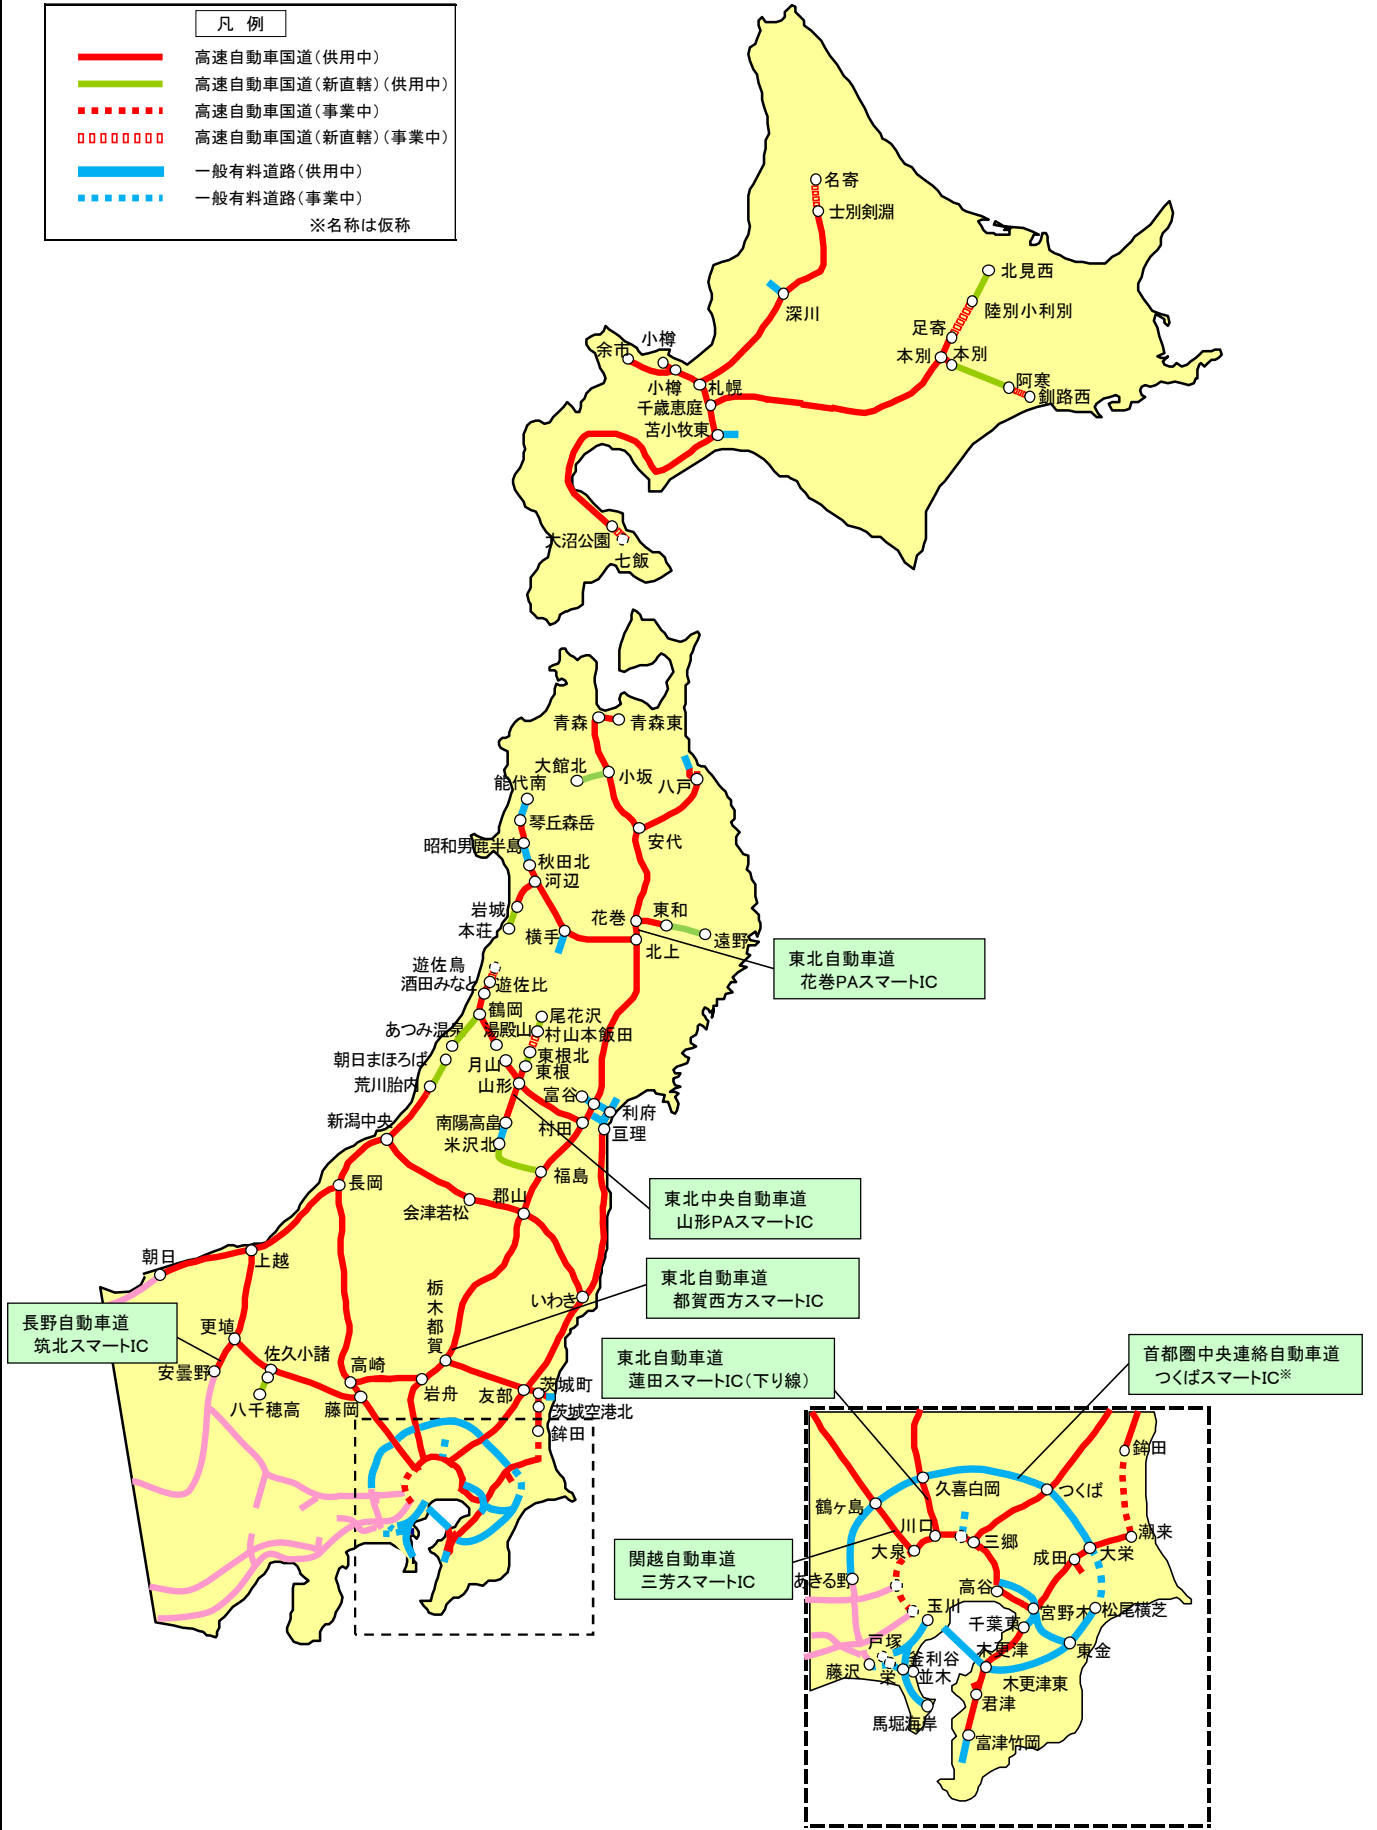 凡 例
高速自動車国道(供用中)
高速自動車国道(新直轄)(供用中)
高速自動車国道(事業中)
高速自動車国道(新直轄)(事業中)
一般有料道路(供用中)
一般有料道路(事業中)
※名称は仮称
名寄
士別剣淵
北見西
陸別小利別
深川
足寄
小樽
余市
本別
本別
小樽
札幌
阿寒
釧路西
千歳恵庭
苫小牧東
大沼公園
七飯
青森
青森東
大館北
小坂
能代南
八戸
琴丘森岳
安代
昭和男鹿半島
秋田北
河辺
岩城
花巻
東和
本荘
横手
遠野
北上
東北自動車道
花巻PAスマートIC
遊佐鳥
酒田みなと
遊佐比
鶴岡
尾花沢
あつみ温泉
湯殿山
村山本飯田
朝日まほろば
東根北
月山
東根
荒川胎内
山形
富谷
利府
新潟中央
南陽高畠
村田
亘理
米沢北
福島
長岡
郡山
会津若松
東北中央自動車道
山形PAスマートIC
朝日
上越
東北自動車道
都賀西方スマートIC
栃木都賀
いわき
長野自動車道
筑北スマートIC
更埴
佐久小諸
安曇野
高崎
八千穂高
藤岡
岩舟
友部
茨城町
茨城空港北
鉾田
東北自動車道
蓮田スマートIC(下り線)
首都圏中央連絡自動車道
つくばスマートIC※
関越自動車道
三芳スマートIC
鉾田
久喜白岡
つくば
鶴ヶ島
川口
三郷
潮来
大泉
成田
大栄
あきる野
高谷
玉川
宮野木
松尾横芝
千葉東
戸塚
木更津
東金
釜利谷
藤沢
栄
並木
木更津東
君津
馬堀海岸
富津竹岡